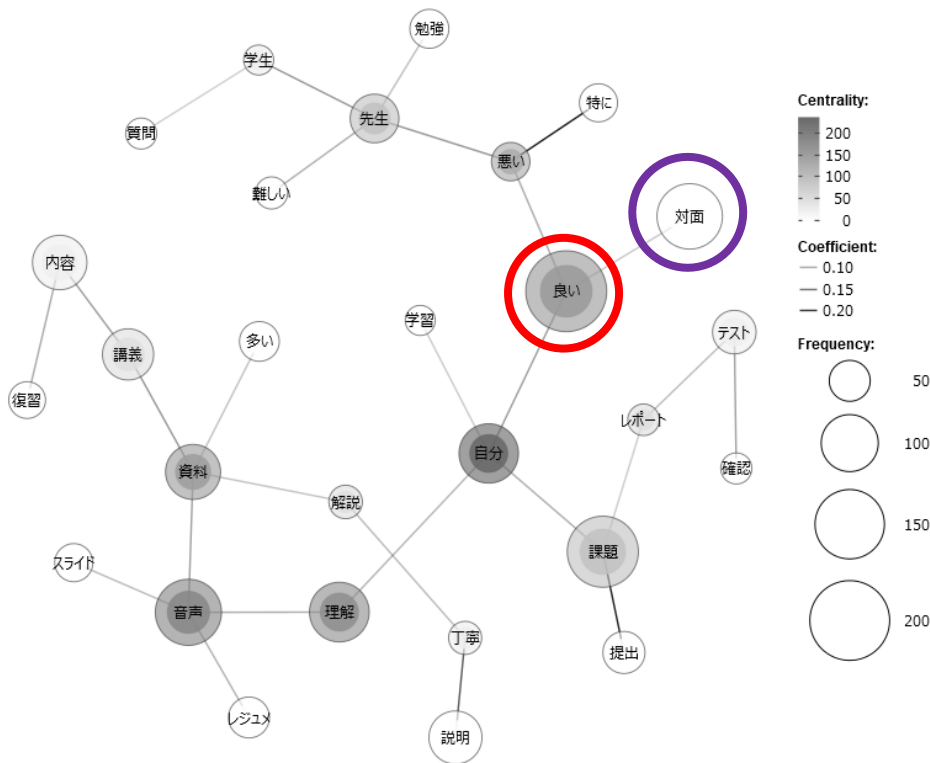 勉強
学生
先生
特に
質問
悪い
難しい
対面
内容
良い
学習
テスト
多い
講義
復習
レポート
自分
確認
資料
解説
課題
スライド
音声
理解
丁寧
提出
レジュメ
説明
Centrality:
200
150
100
50
0
Coefficient:
0.10
0.15
0.20
Frequency:
50
100
150
200